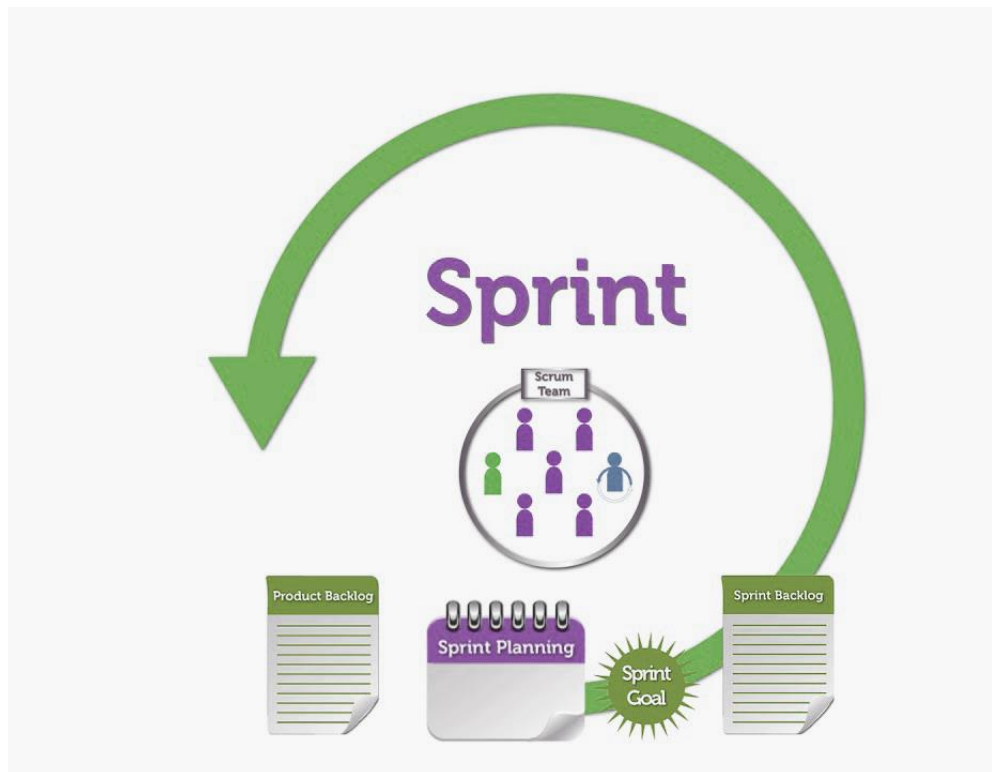 Sprint
Scrum
Team
Product Backlog
Sprint Planning
Sprint
Goal
Sprint Backlog